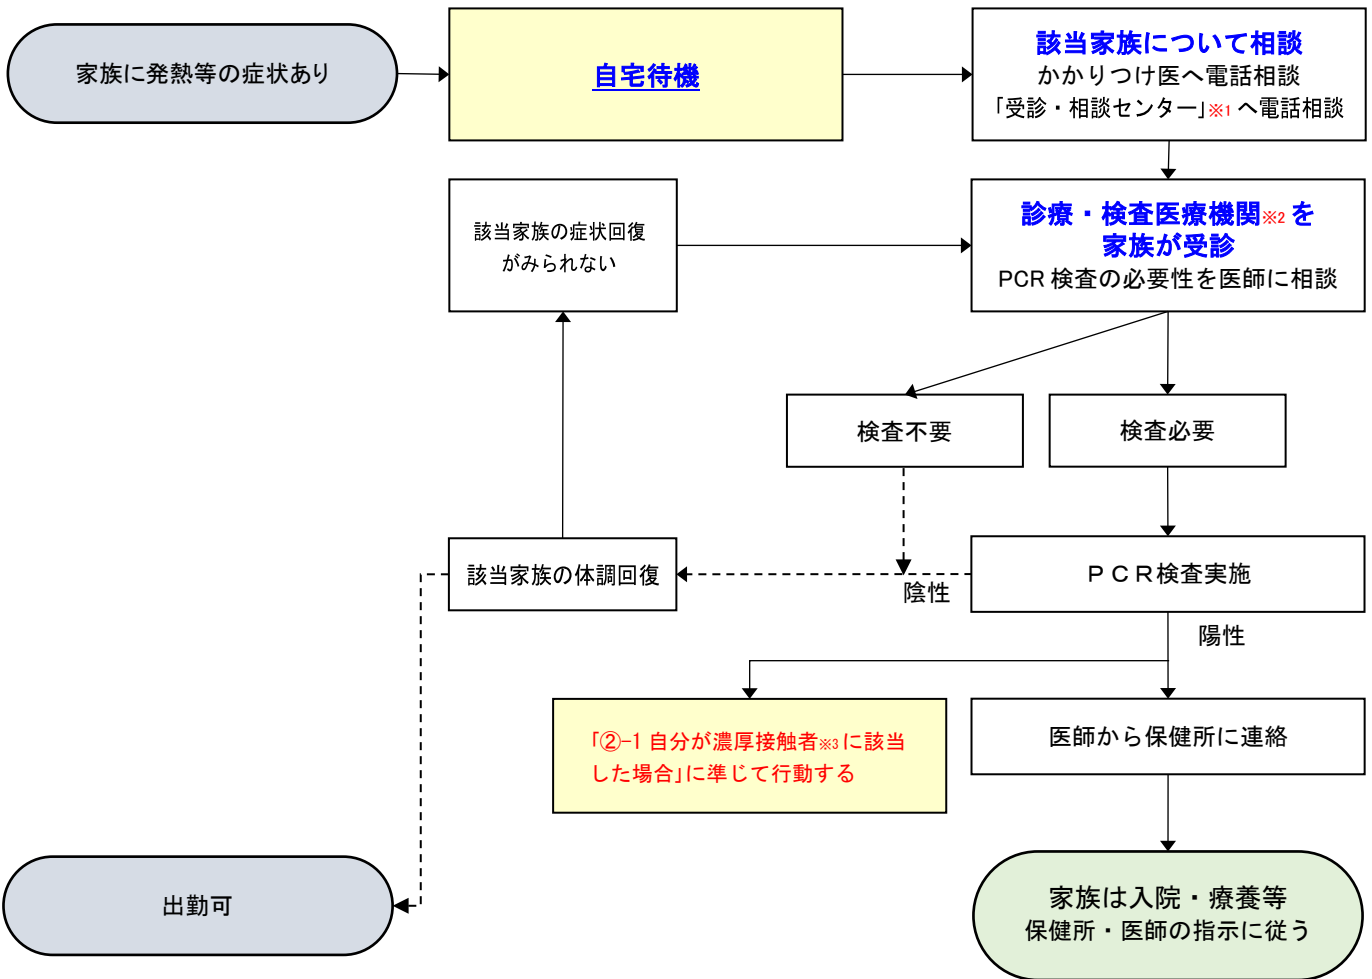 家族に発熱等の症状あり
自宅待機
該当家族について相談
かかりつけ医へ電話相談
「受診・相談センター」※1 へ電話相談
該当家族の症状回復
がみられない
診療・検査医療機関※2 を
家族が受診
PCR 検査の必要性を医師に相談
検査不要
検査必要
該当家族の体調回復
陰性
ＰＣＲ検査実施
陽性
「②-1 自分が濃厚接触者※3 に該当
した場合」に準じて行動する
医師から保健所に連絡
出勤可
家族は入院・療養等
保健所・医師の指示に従う